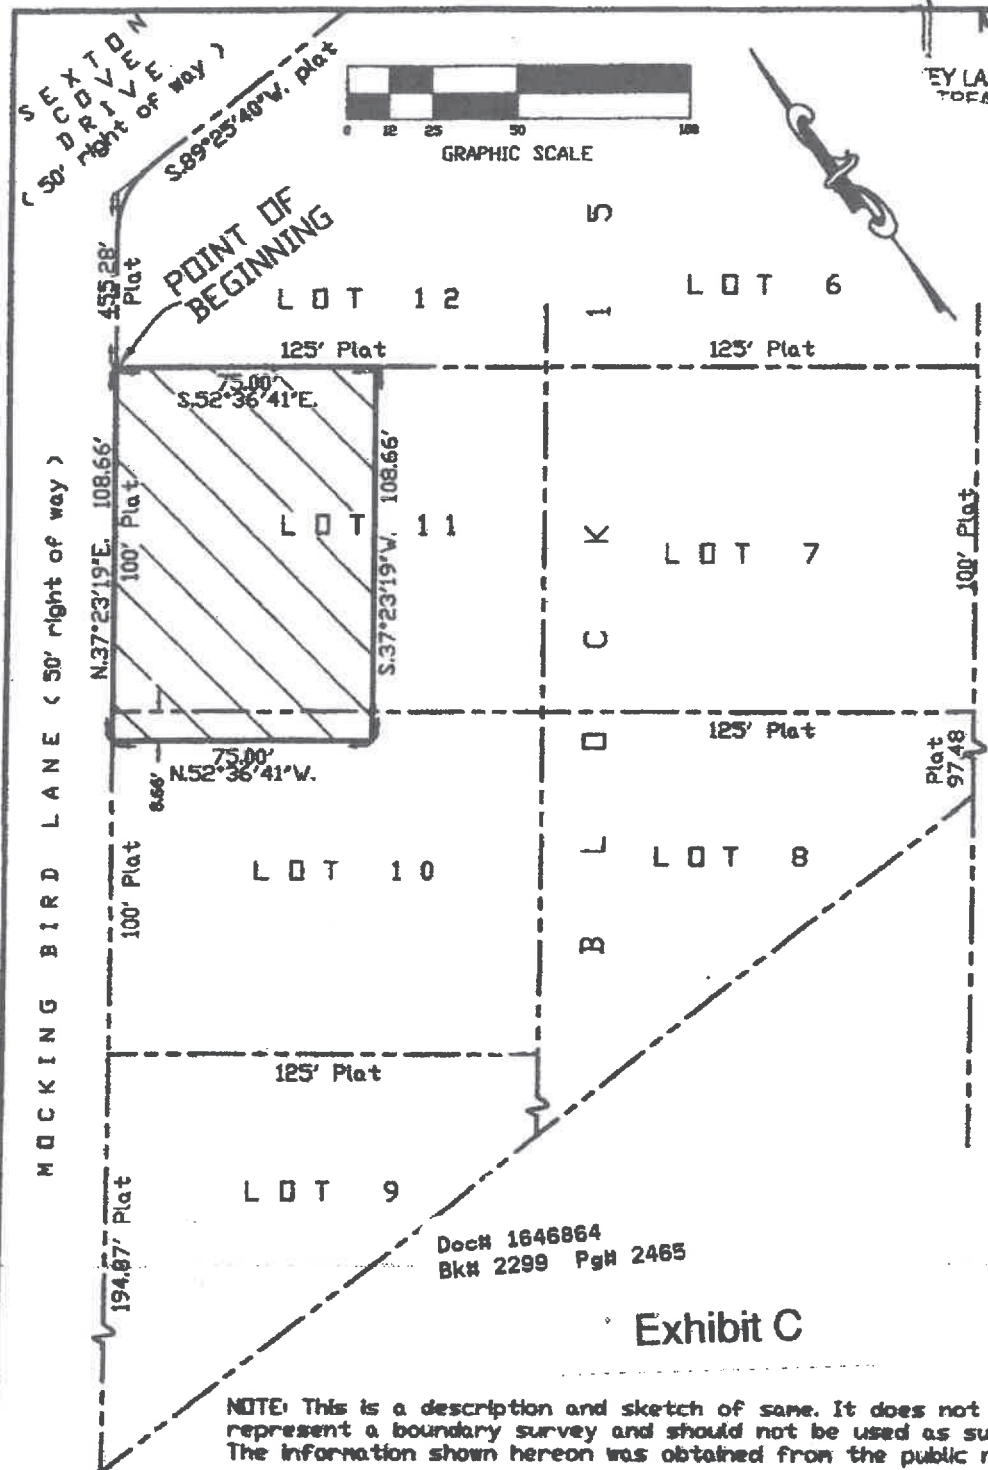 SEXTON
COVE
DRIVE
( 50' right of way )
S.89°25'40"W. plat
0 12 25 50 100
GRAPHIC SCALE
EY LA
455.28'
Plat
POINT OF
BEGINNING
LOT 12
LOT 6
125' Plat
125' Plat
75.00'
S.52°36'41"E.
N.37°23'19"E. 108.66'
100' Plat
S.37°23'19"W. 108.66'
LOT 11
LOT 7
100' Plat
BLOCK 15
MOCKING BIRD LANE ( 50' right of way )
75.00'
N.52°36'41"W.
8.66'
125' Plat
Plat
97.48
100' Plat
LOT 10
LOT 8
125' Plat
LOT 9
194.87' Plat
Doc# 1646864
Bk# 2299 Pg# 2465
Exhibit C
NOTE: This is a description and sketch of same. It does not
represent a boundary survey and should not be used as su
The information shown hereon was obtained from the public r